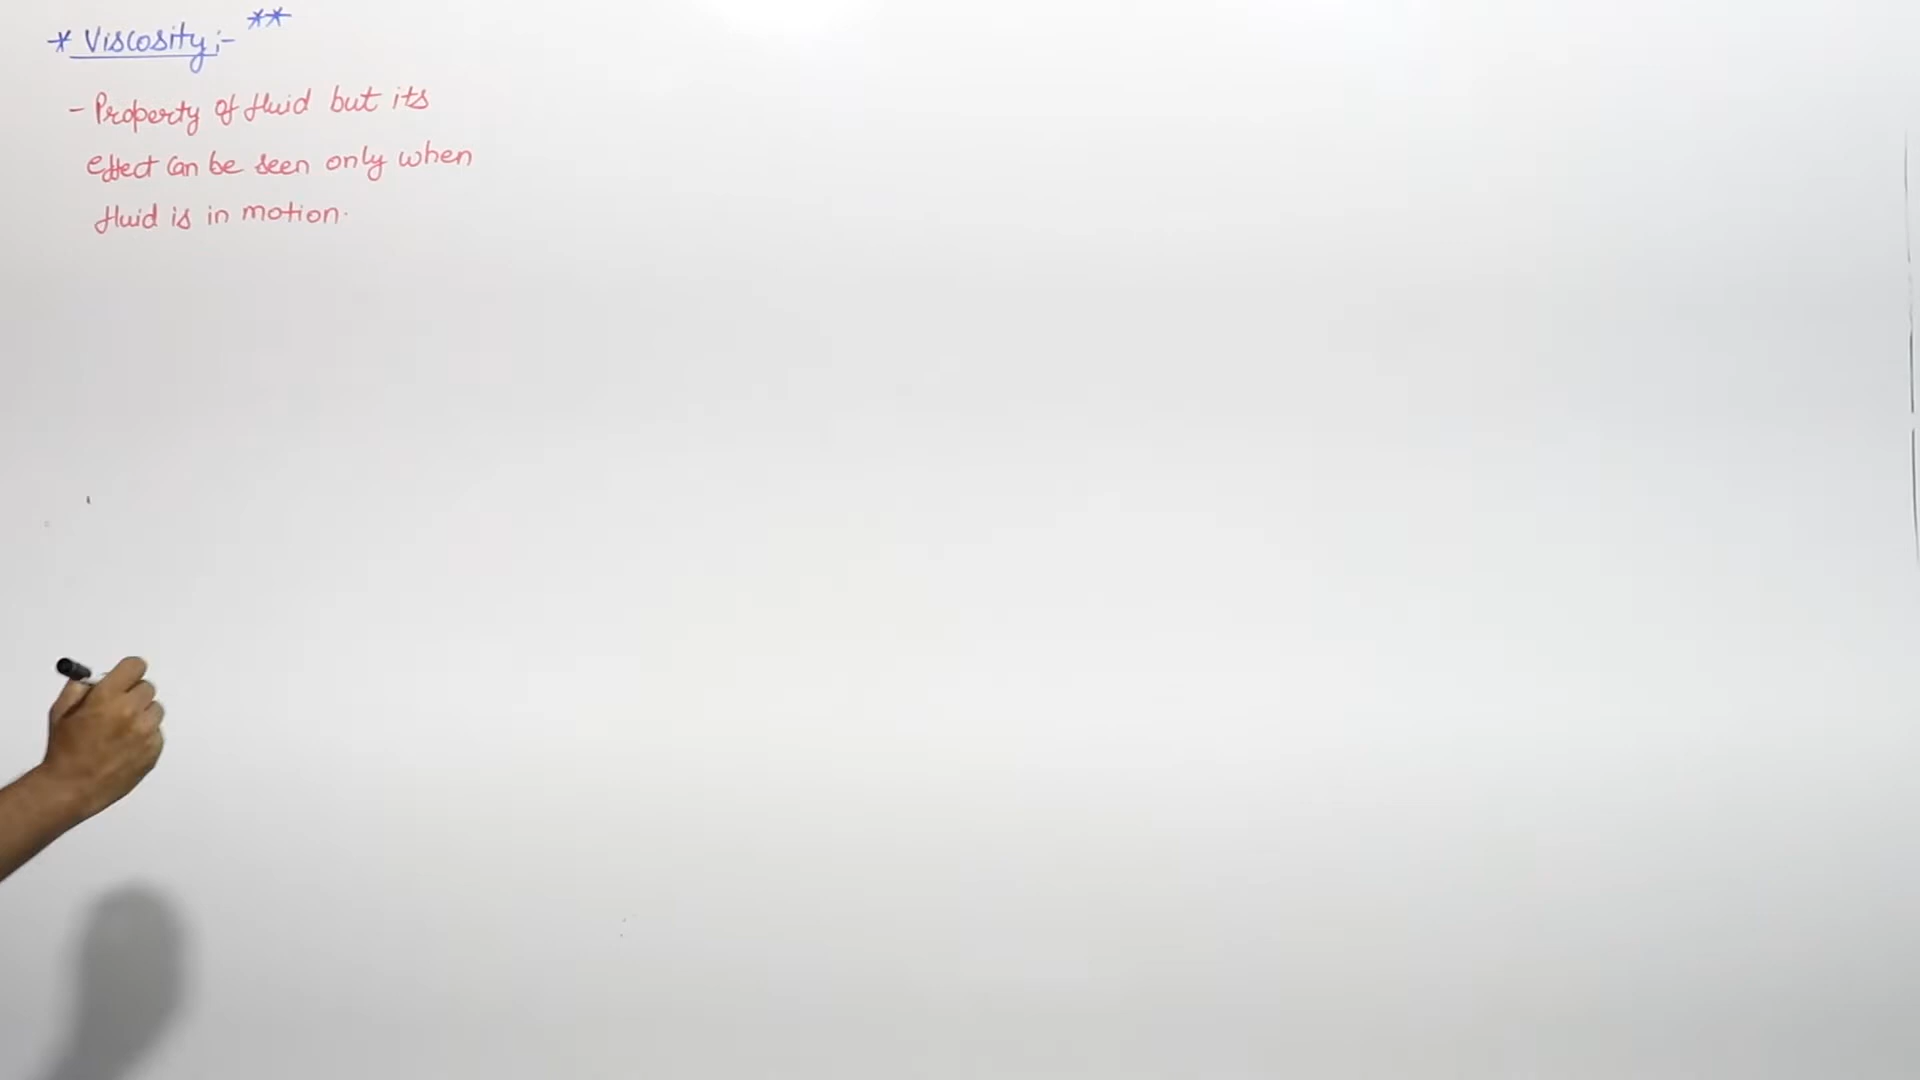 * Viscosity :- **
- Property of fluid but its
effect can be seen only when
fluid is in motion.